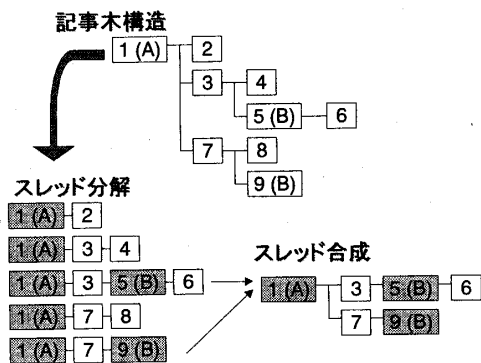 記事木構造
1 (A) 2
3 4
5 (B) 6
7 8
9 (B)
スレッド分解
1 (A) 2
1 (A) 3 4
1 (A) 3 5 (B) 6
1 (A) 7 8
1 (A) 7 9 (B)
スレッド合成
1 (A) 3 5 (B) 6
7 9 (B)